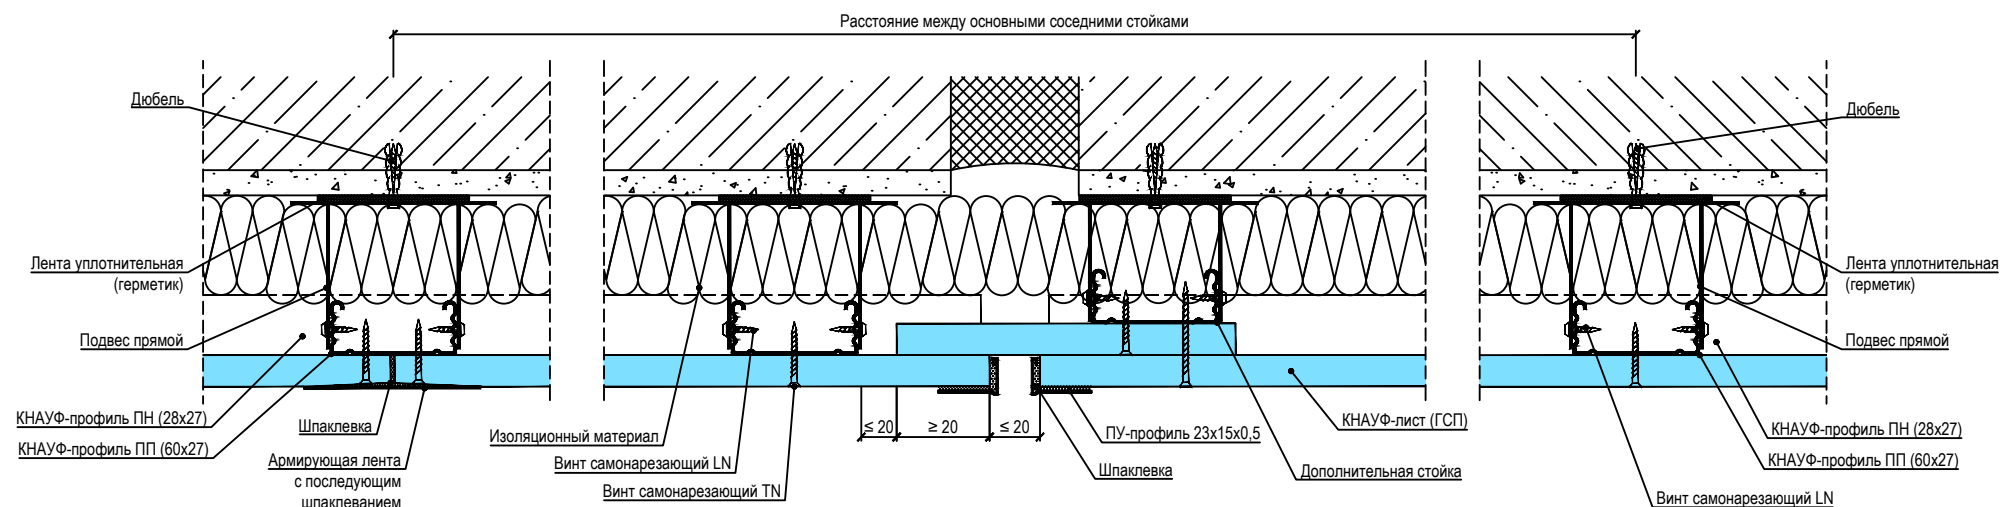 Расстояние между основными соседними стойками
Дюбель
Дюбель
Лента уплотнительная
(герметик)
Лента уплотнительная
(герметик)
Подвес прямой
Подвес прямой
КНАУФ-профиль ПН (28х27)
КНАУФ-профиль ПП (60х27)
Шпаклевка
Армирующая лента
с последующим
шпаклеванием
Изоляционный материал
Винт самонарезающий LN
Винт самонарезающий TN
≤ 20
≥ 20
≤ 20
ПУ-профиль 23х15х0,5
Шпаклевка
КНАУФ-лист (ГСП)
Дополнительная стойка
КНАУФ-профиль ПН (28х27)
КНАУФ-профиль ПП (60х27)
Винт самонарезающий LN